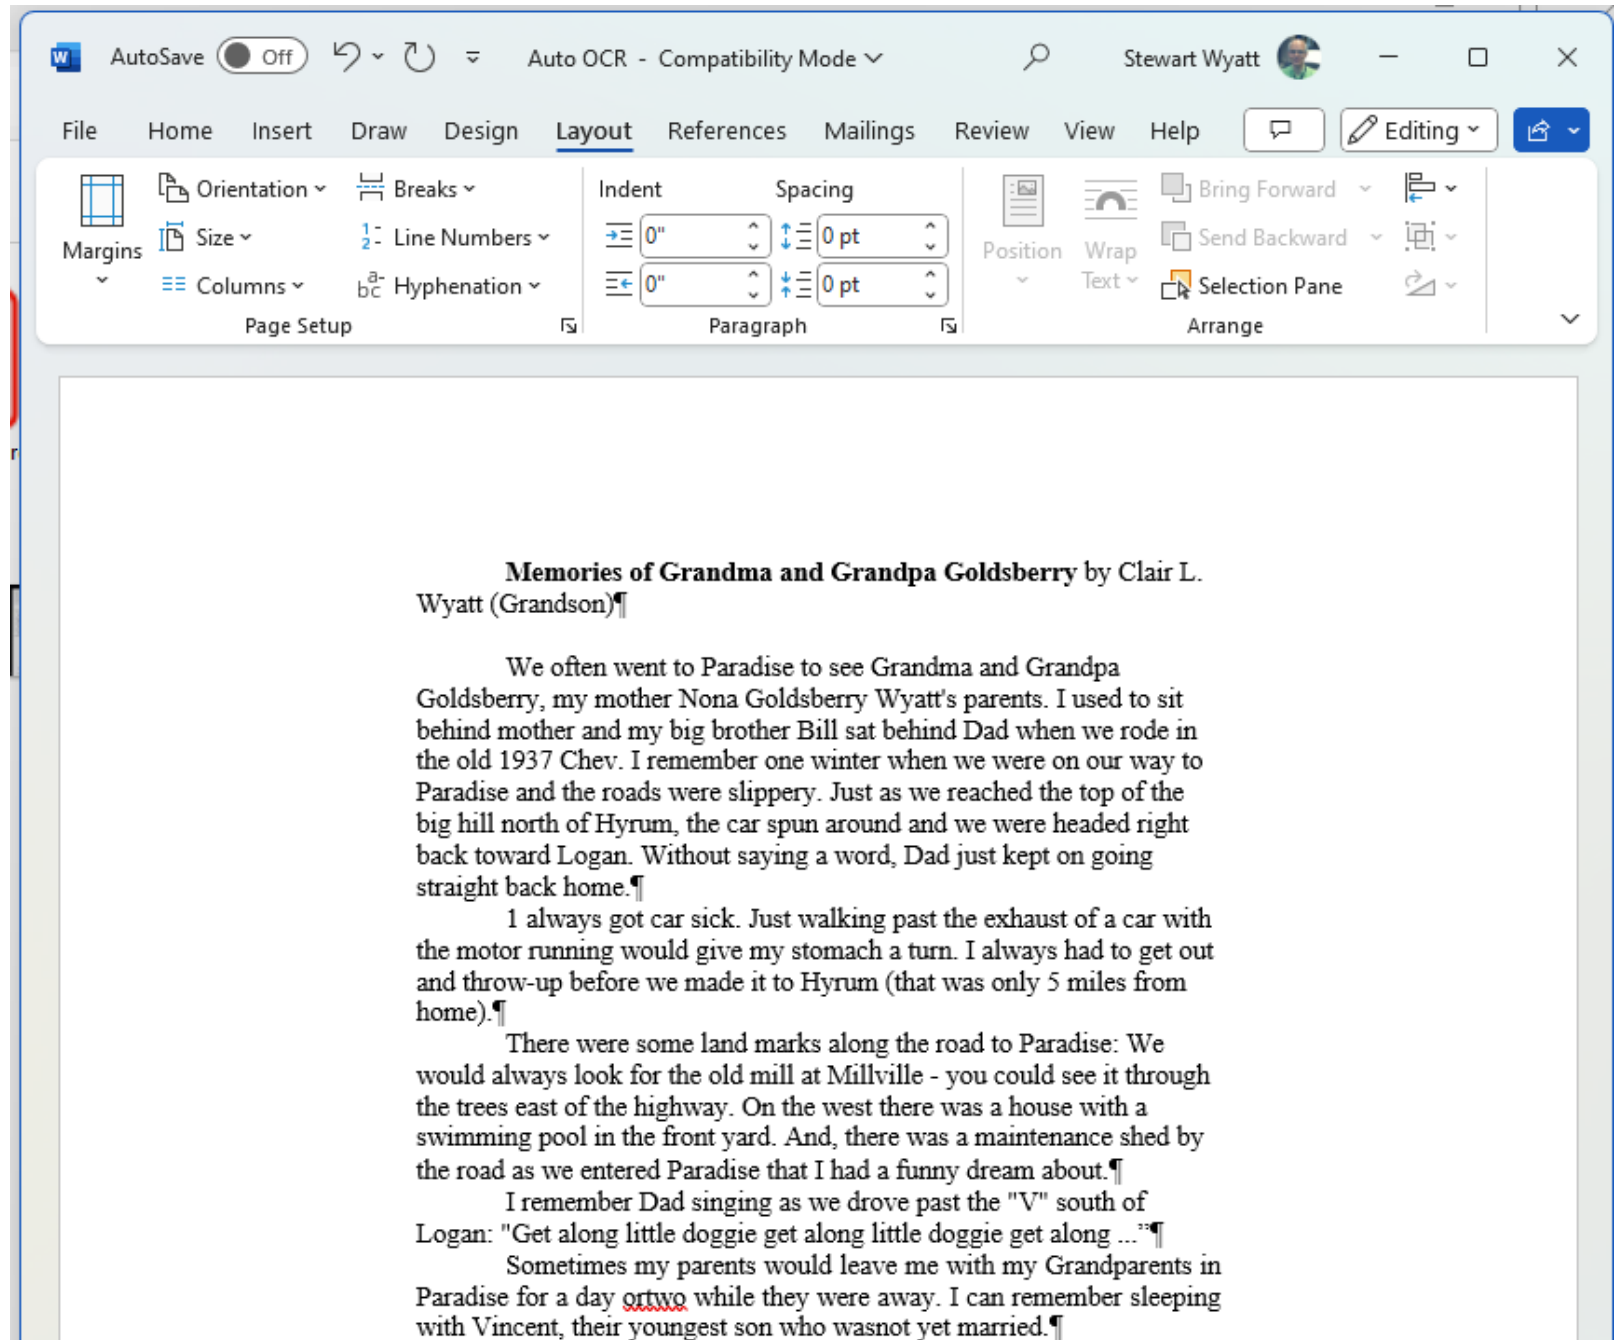 AutoSave Off Auto OCR - Compatibility Mode Stewart Wyatt
File Home Insert Draw Design Layout References Mailings Review View Help Editing
Margins
Orientation
Size
Columns
Breaks
Line Numbers
Hyphenation
Page Setup
Indent Spacing
0" 0 pt
0" 0 pt
Paragraph
Position
Wrap
Text
Bring Forward
Send Backward
Selection Pane
Arrange
Memories of Grandma and Grandpa Goldsberry by Clair L.
Wyatt (Grandson)¶
We often went to Paradise to see Grandma and Grandpa
Goldsberry, my mother Nona Goldsberry Wyatt's parents. I used to sit
behind mother and my big brother Bill sat behind Dad when we rode in
the old 1937 Chev. I remember one winter when we were on our way to
Paradise and the roads were slippery. Just as we reached the top of the
big hill north of Hyrum, the car spun around and we were headed right
back toward Logan. Without saying a word, Dad just kept on going
straight back home.¶
1 always got car sick. Just walking past the exhaust of a car with
the motor running would give my stomach a turn. I always had to get out
and throw-up before we made it to Hyrum (that was only 5 miles from
home).¶
There were some land marks along the road to Paradise: We
would always look for the old mill at Millville - you could see it through
the trees east of the highway. On the west there was a house with a
swimming pool in the front yard. And, there was a maintenance shed by
the road as we entered Paradise that I had a funny dream about.¶
I remember Dad singing as we drove past the "V" south of
Logan: "Get along little doggie get along little doggie get along ...”¶
Sometimes my parents would leave me with my Grandparents in
Paradise for a day ortwo while they were away. I can remember sleeping
with Vincent, their youngest son who wasnot yet married.¶